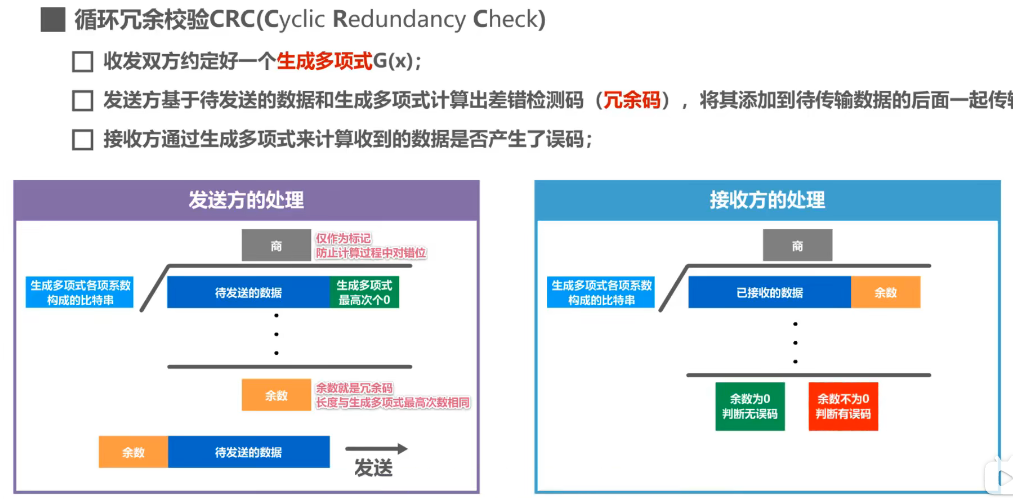 循环冗余校验CRC(Cyclic Redundancy Check)
收发双方约定好一个生成多项式G(x);
发送方基于待发送的数据和生成多项式计算出差错检测码（冗余码），将其添加到待传输数据的后面一起传
接收方通过生成多项式来计算收到的数据是否产生了误码;
发送方的处理
商
仅作为标记
防止计算过程中对错位
生成多项式各项系数
构成的比特串
待发送的数据
生成多项式
最高次个0
余数
余数就是冗余码
长度与生成多项式最高次数相同
余数
待发送的数据
发送
接收方的处理
商
生成多项式各项系数
构成的比特串
已接收的数据
余数
余数为0
判断无误码
余数不为0
判断有误码